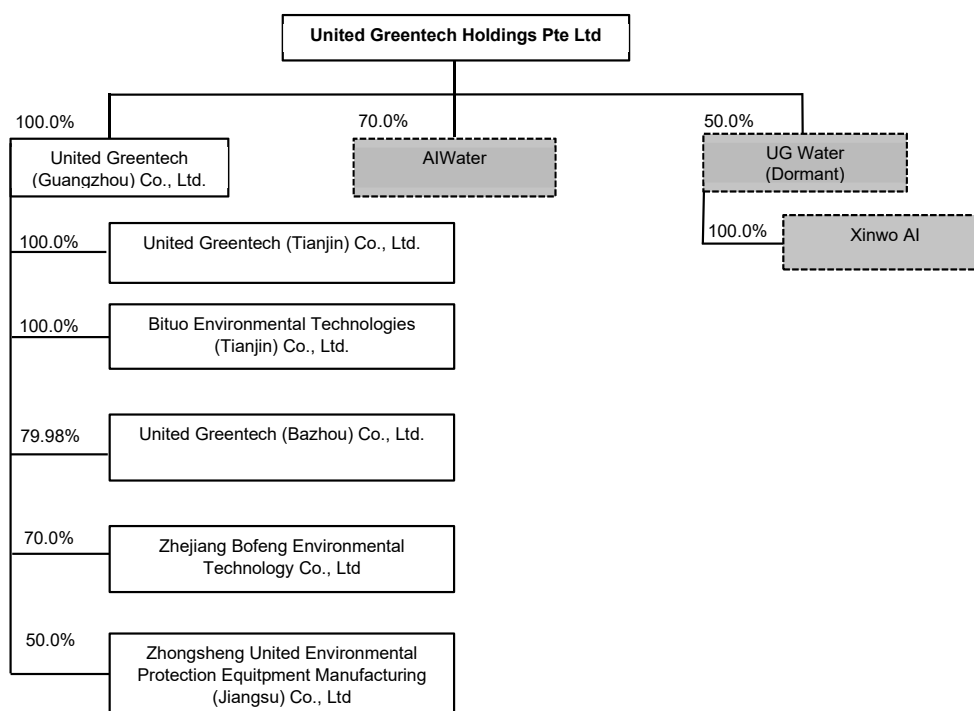 United Greentech Holdings Pte Ltd
100.0%
70.0%
50.0%
United Greentech
(Guangzhou) Co., Ltd.
AIWater
UG Water
(Dormant)
100.0%
Xinwo AI
100.0%
United Greentech (Tianjin) Co., Ltd.
100.0%
Bituo Environmental Technologies
(Tianjin) Co., Ltd.
79.98%
United Greentech (Bazhou) Co., Ltd.
70.0%
Zhejiang Bofeng Environmental
Technology Co., Ltd
50.0%
Zhongsheng United Environmental
Protection Equitpment Manufacturing
(Jiangsu) Co., Ltd